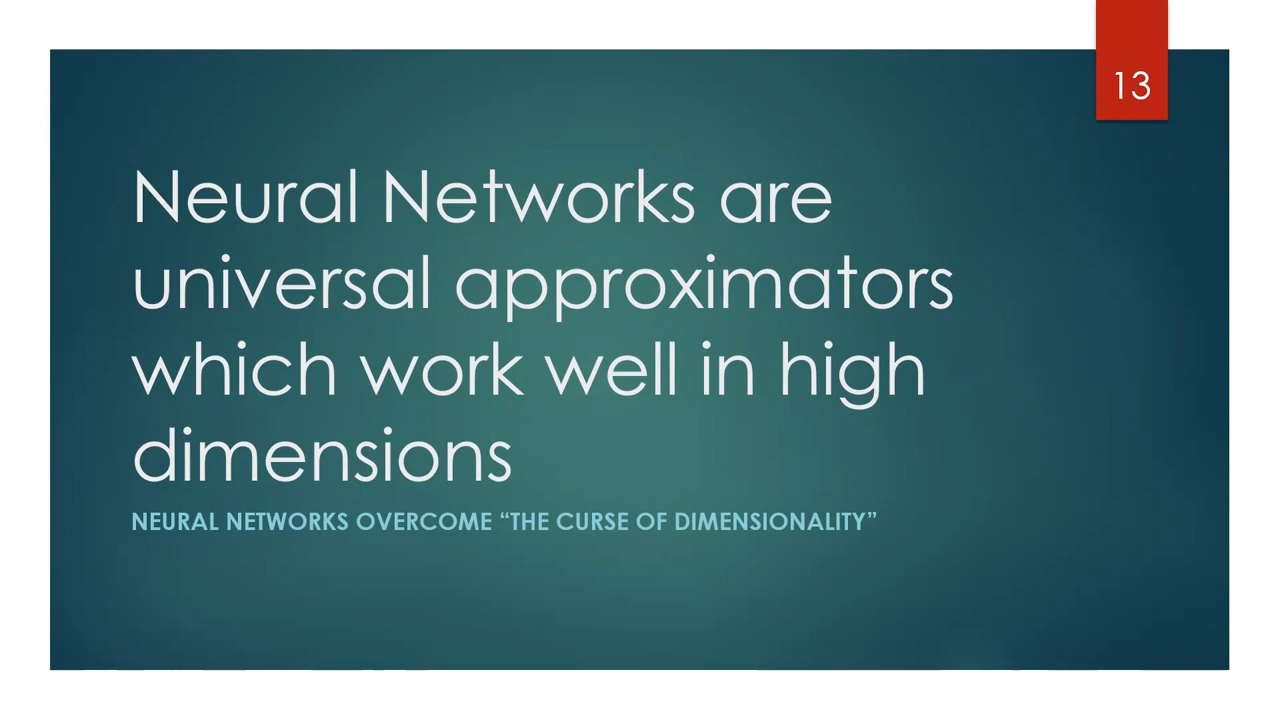 13
Neural Networks are
universal approximators
which work well in high
dimensions
NEURAL NETWORKS OVERCOME “THE CURSE OF DIMENSIONALITY”